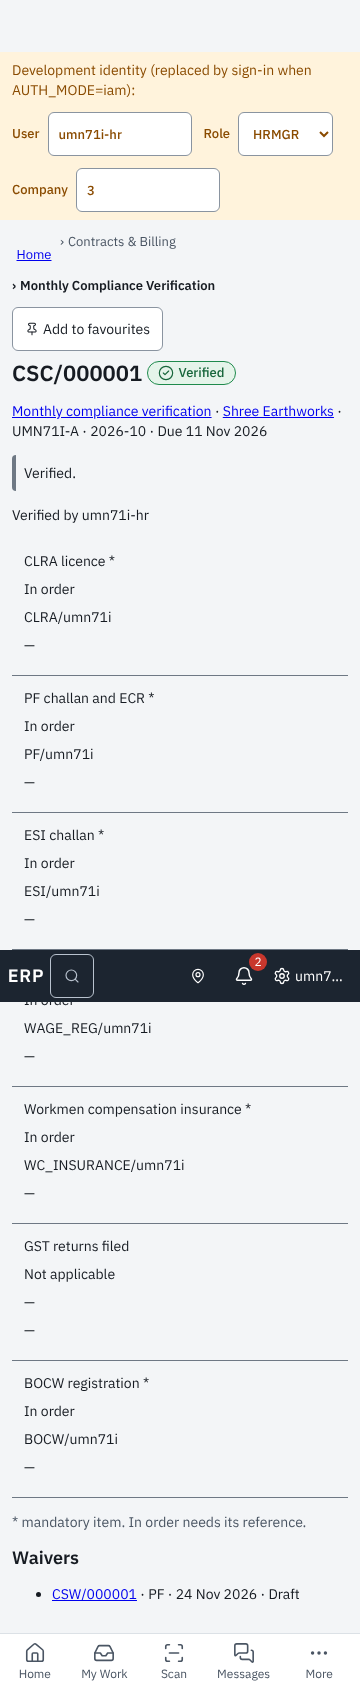 Development identity (replaced by sign-in when
AUTH_MODE=iam):
User umn71i-hr Role HRMGR
Company 3
Home › Contracts & Billing
› Monthly Compliance Verification
Add to favourites
CSC/000001 Verified
Monthly compliance verification · Shree Earthworks ·
UMN71I-A · 2026-10 · Due 11 Nov 2026
Verified.
Verified by umn71i-hr
CLRA licence *
In order
CLRA/umn71i
—
PF challan and ECR *
In order
PF/umn71i
—
ESI challan *
In order
ESI/umn71i
—
ERP 2 umn7...
In order
WAGE_REG/umn71i
—
Workmen compensation insurance *
In order
WC_INSURANCE/umn71i
—
GST returns filed
Not applicable
—
—
BOCW registration *
In order
BOCW/umn71i
—
* mandatory item. In order needs its reference.
Waivers
• CSW/000001 · PF · 24 Nov 2026 · Draft
Home My Work Scan Messages More